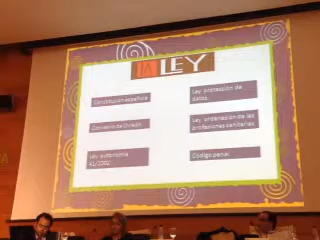 LA LEY
Constitución española
Convenio de Oviedo
Ley autonomía
41/2002
Ley protección de
datos
Ley ordenación de las
profesiones sanitarias
Código penal